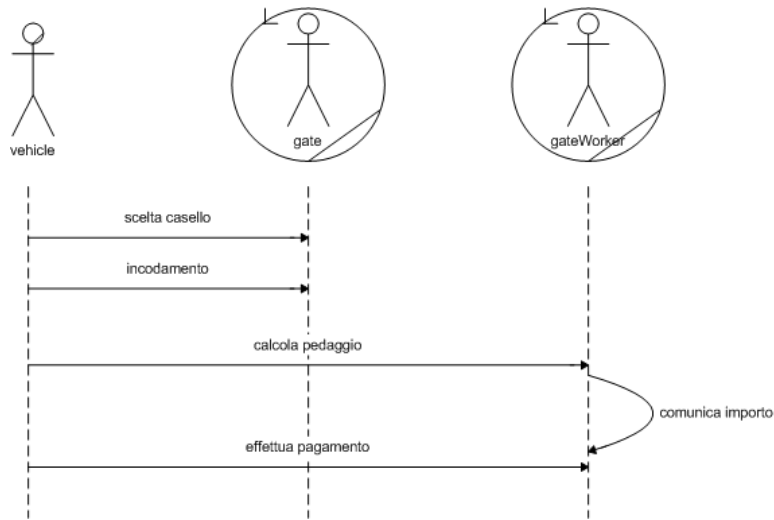 vehicle
gate
gateWorker
scelta casello
incodamento
calcola pedaggio
comunica importo
effettua pagamento